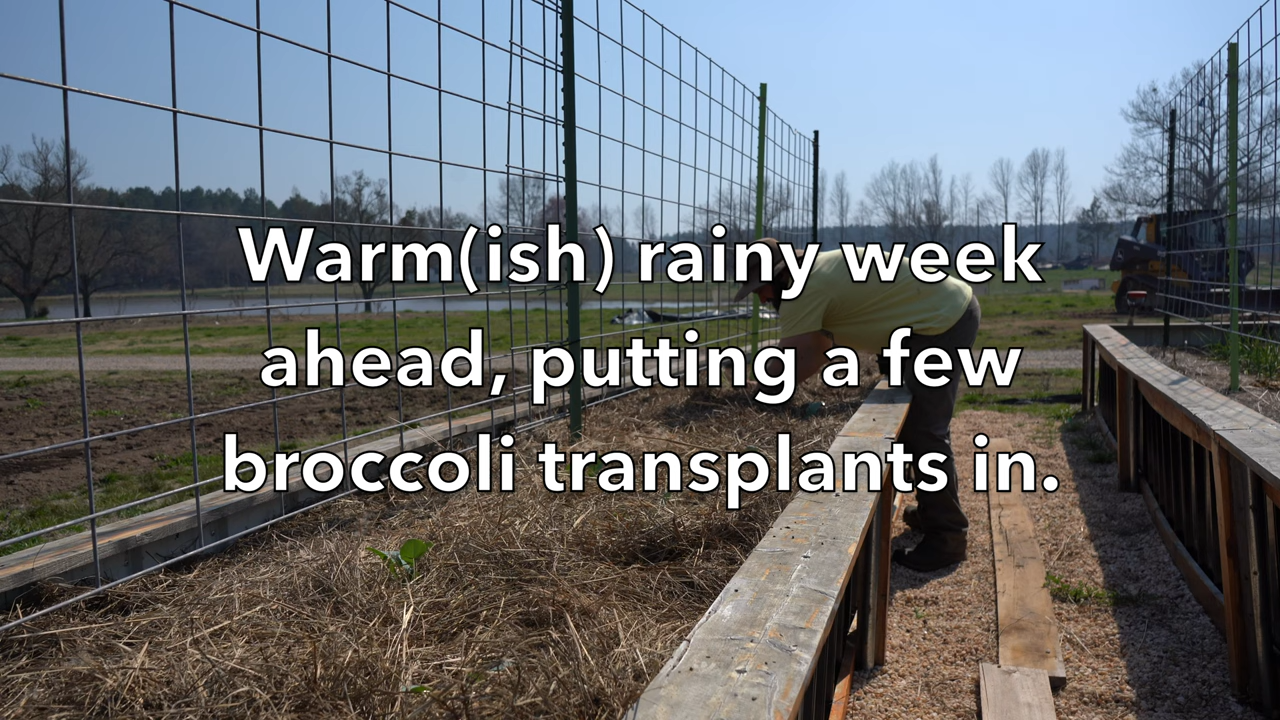 Warm(ish) rainy week
ahead, putting a few
broccoli transplants in.